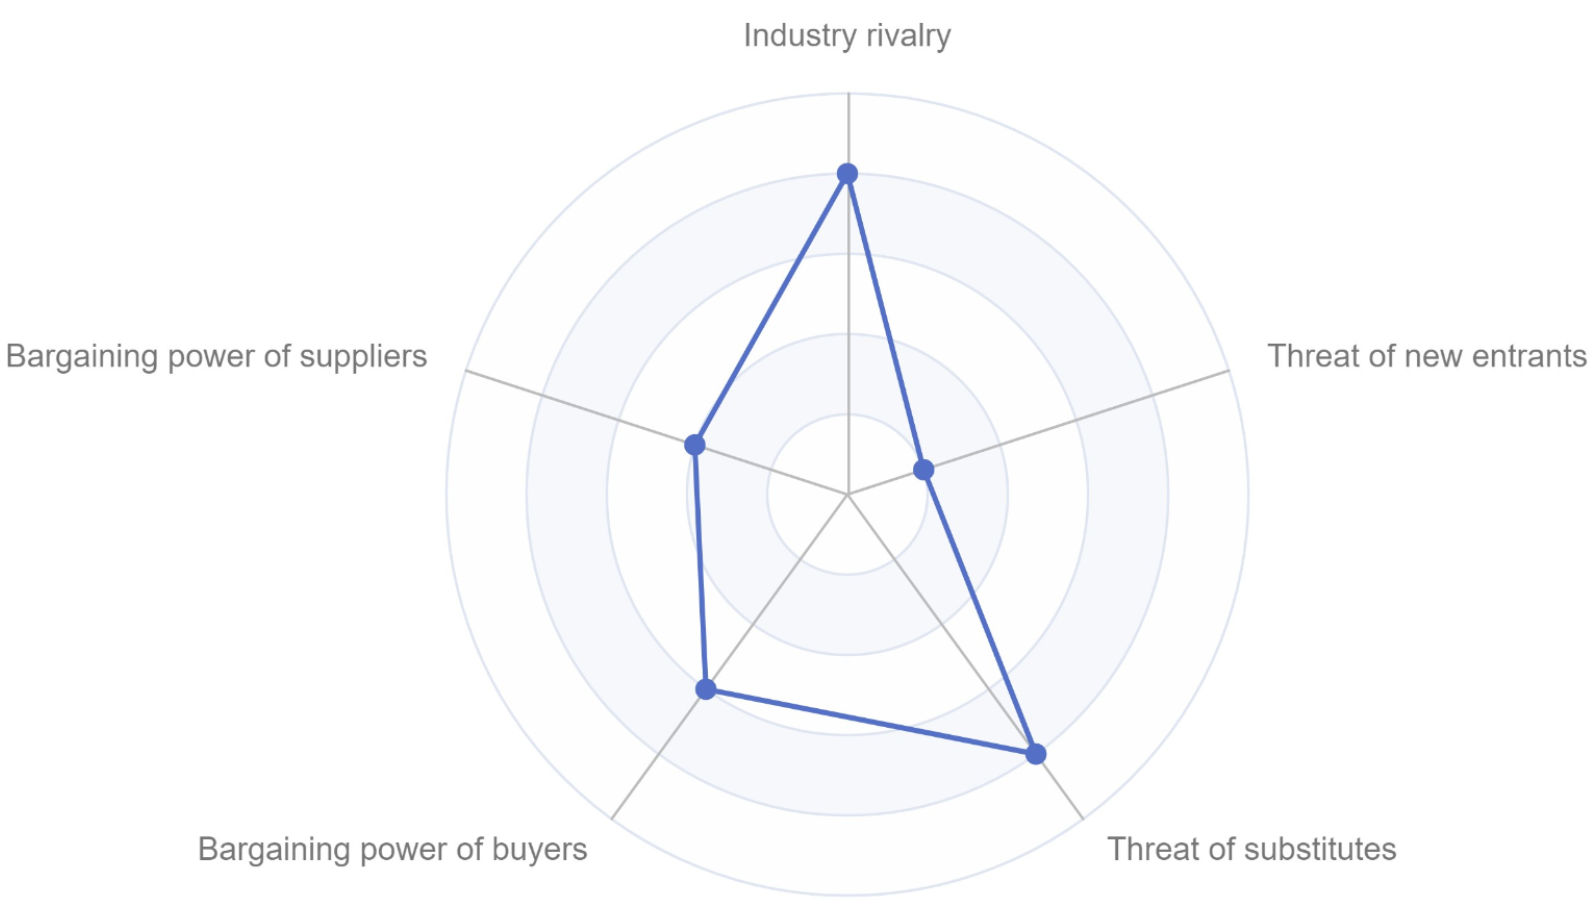 Industry rivalry
Bargaining power of suppliers
Threat of new entrants
Bargaining power of buyers
Threat of substitutes